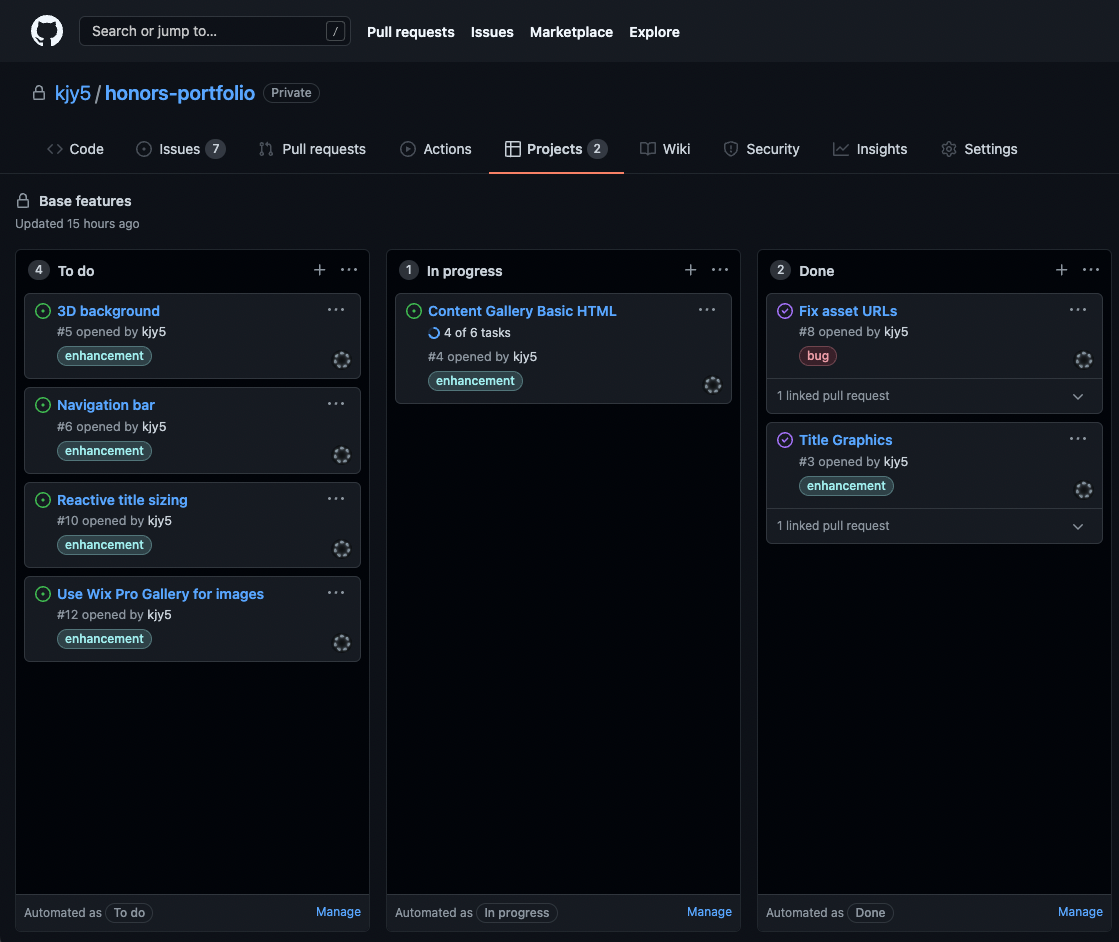 Search or jump to... /
Pull requests Issues Marketplace Explore
kjy5 / honors-portfolio Private
Code Issues 7 Pull requests Actions Projects 2 Wiki Security Insights Settings
Base features
Updated 15 hours ago
4 To do
3D background
#5 opened by kjy5
enhancement
Navigation bar
#6 opened by kjy5
enhancement
Reactive title sizing
#10 opened by kjy5
enhancement
Use Wix Pro Gallery for images
#12 opened by kjy5
enhancement
Automated as To do Manage
1 In progress
Content Gallery Basic HTML
4 of 6 tasks
#4 opened by kjy5
enhancement
Automated as In progress Manage
2 Done
Fix asset URLs
#8 opened by kjy5
bug
1 linked pull request
Title Graphics
#3 opened by kjy5
enhancement
1 linked pull request
Automated as Done Manage